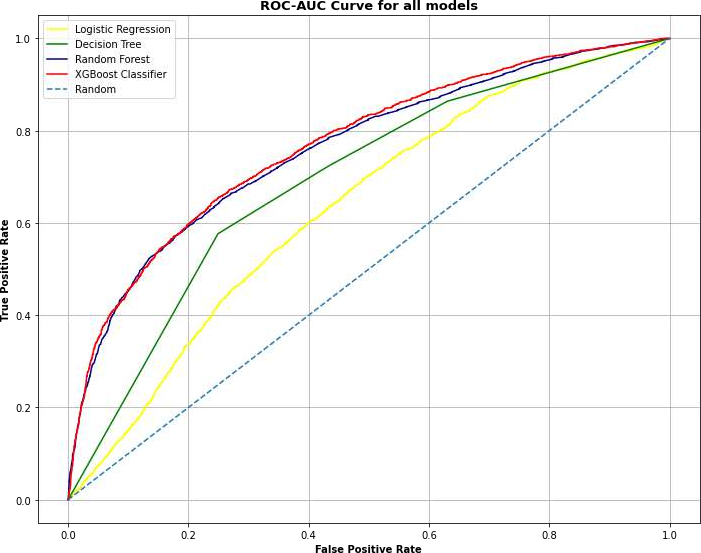 ROC-AUC Curve for all models
Logistic Regression
Decision Tree
Random Forest
XGBoost Classifier
Random
1.0
0.8
0.6
0.4
0.2
0.0
True Positive Rate
0.0 0.2 0.4 0.6 0.8 1.0
False Positive Rate